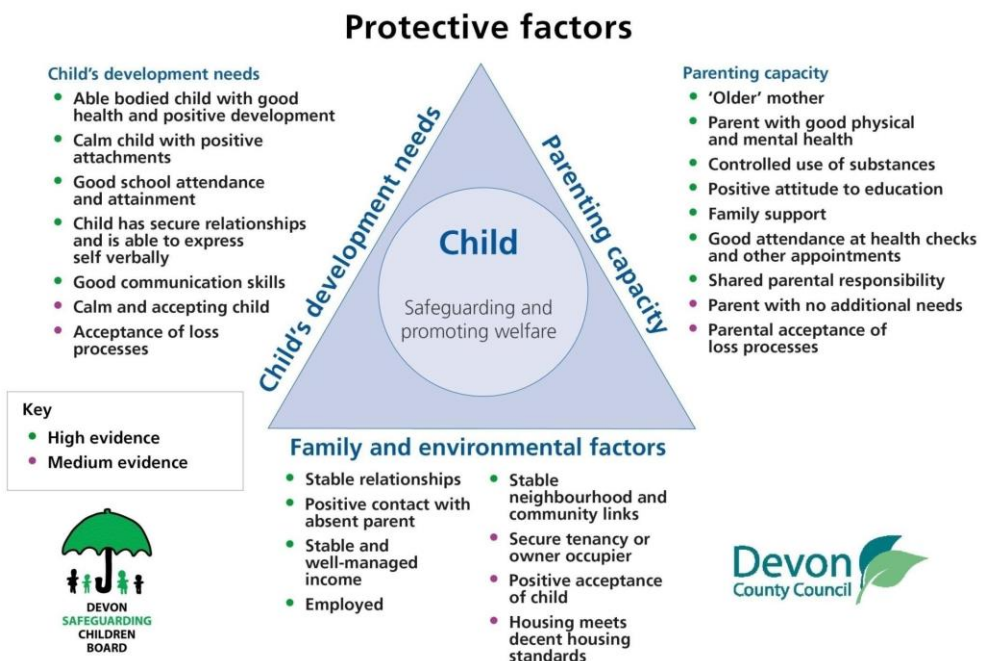 Protective factors
Child's development needs
Able bodied child with good
health and positive development
Calm child with positive
attachments
Good school attendance
and attainment
Child has secure relationships
and is able to express
self verbally
Good communication skills
Calm and accepting child
Acceptance of loss
processes
Child's development needs
Parenting capacity
Child
Safeguarding and
promoting welfare
Parenting capacity
'Older' mother
Parent with good physical
and mental health
Controlled use of substances
Positive attitude to education
Family support
Good attendance at health checks
and other appointments
Shared parental responsibility
Parent with no additional needs
Parental acceptance of
loss processes
Key
High evidence
Medium evidence
Family and environmental factors
Stable relationships
Positive contact with
absent parent
Stable and
well-managed
income
Employed
Stable
neighbourhood and
community links
Secure tenancy or
owner occupier
Positive acceptance
of child
Housing meets
decent housing
standards
DEVON
SAFEGUARDING
CHILDREN
BOARD
Devon
County Council